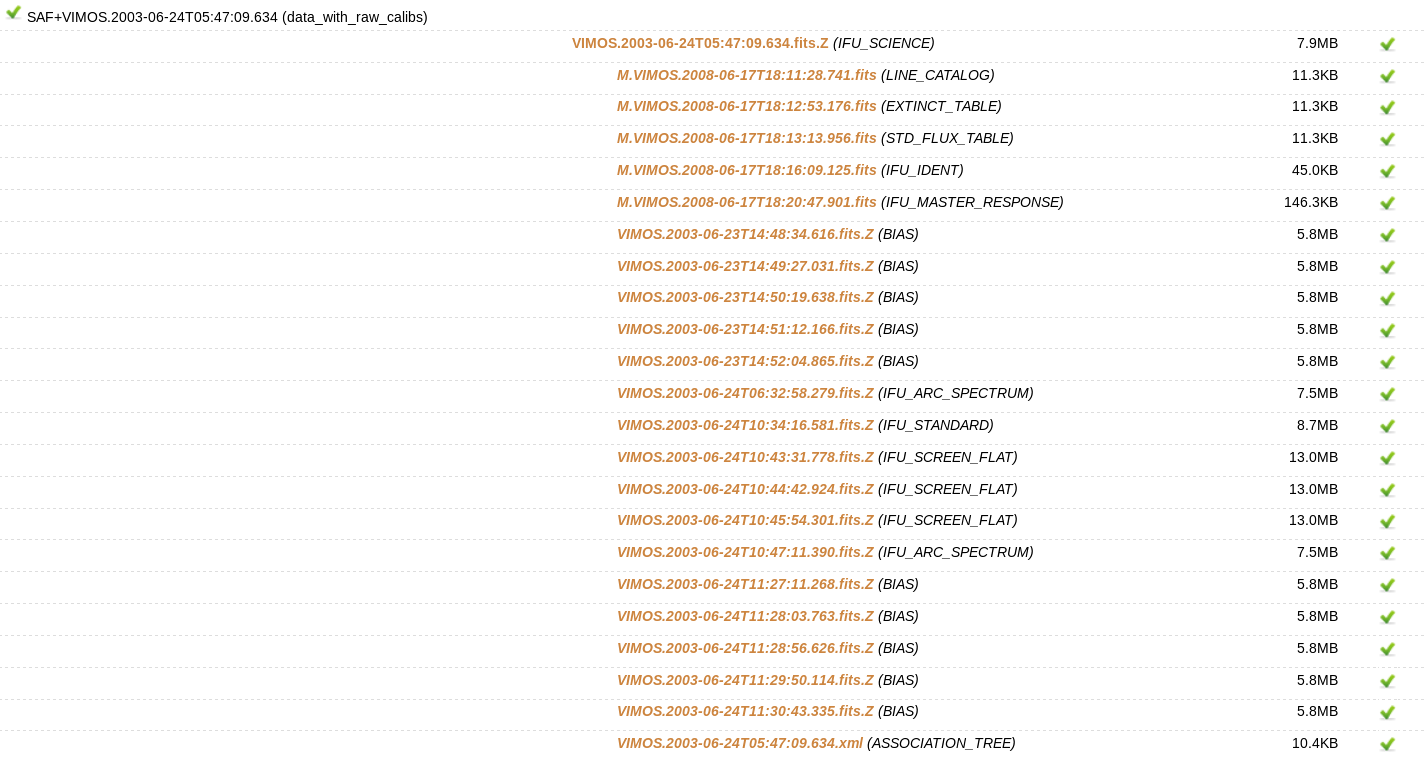 SAF+VIMOS.2003-06-24T05:47:09.634 (data_with_raw_calibs)
VIMOS.2003-06-24T05:47:09.634.fits.Z (IFU_SCIENCE) 7.9MB
M.VIMOS.2008-06-17T18:11:28.741.fits (LINE_CATALOG) 11.3KB
M.VIMOS.2008-06-17T18:12:53.176.fits (EXTINCT_TABLE) 11.3KB
M.VIMOS.2008-06-17T18:13:13.956.fits (STD_FLUX_TABLE) 11.3KB
M.VIMOS.2008-06-17T18:16:09.125.fits (IFU_IDENT) 45.0KB
M.VIMOS.2008-06-17T18:20:47.901.fits (IFU_MASTER_RESPONSE) 146.3KB
VIMOS.2003-06-23T14:48:34.616.fits.Z (BIAS) 5.8MB
VIMOS.2003-06-23T14:49:27.031.fits.Z (BIAS) 5.8MB
VIMOS.2003-06-23T14:50:19.638.fits.Z (BIAS) 5.8MB
VIMOS.2003-06-23T14:51:12.166.fits.Z (BIAS) 5.8MB
VIMOS.2003-06-23T14:52:04.865.fits.Z (BIAS) 5.8MB
VIMOS.2003-06-24T06:32:58.279.fits.Z (IFU_ARC_SPECTRUM) 7.5MB
VIMOS.2003-06-24T10:34:16.581.fits.Z (IFU_STANDARD) 8.7MB
VIMOS.2003-06-24T10:43:31.778.fits.Z (IFU_SCREEN_FLAT) 13.0MB
VIMOS.2003-06-24T10:44:42.924.fits.Z (IFU_SCREEN_FLAT) 13.0MB
VIMOS.2003-06-24T10:45:54.301.fits.Z (IFU_SCREEN_FLAT) 13.0MB
VIMOS.2003-06-24T10:47:11.390.fits.Z (IFU_ARC_SPECTRUM) 7.5MB
VIMOS.2003-06-24T11:27:11.268.fits.Z (BIAS) 5.8MB
VIMOS.2003-06-24T11:28:03.763.fits.Z (BIAS) 5.8MB
VIMOS.2003-06-24T11:28:56.626.fits.Z (BIAS) 5.8MB
VIMOS.2003-06-24T11:29:50.114.fits.Z (BIAS) 5.8MB
VIMOS.2003-06-24T11:30:43.335.fits.Z (BIAS) 5.8MB
VIMOS.2003-06-24T05:47:09.634.xml (ASSOCIATION_TREE) 10.4KB